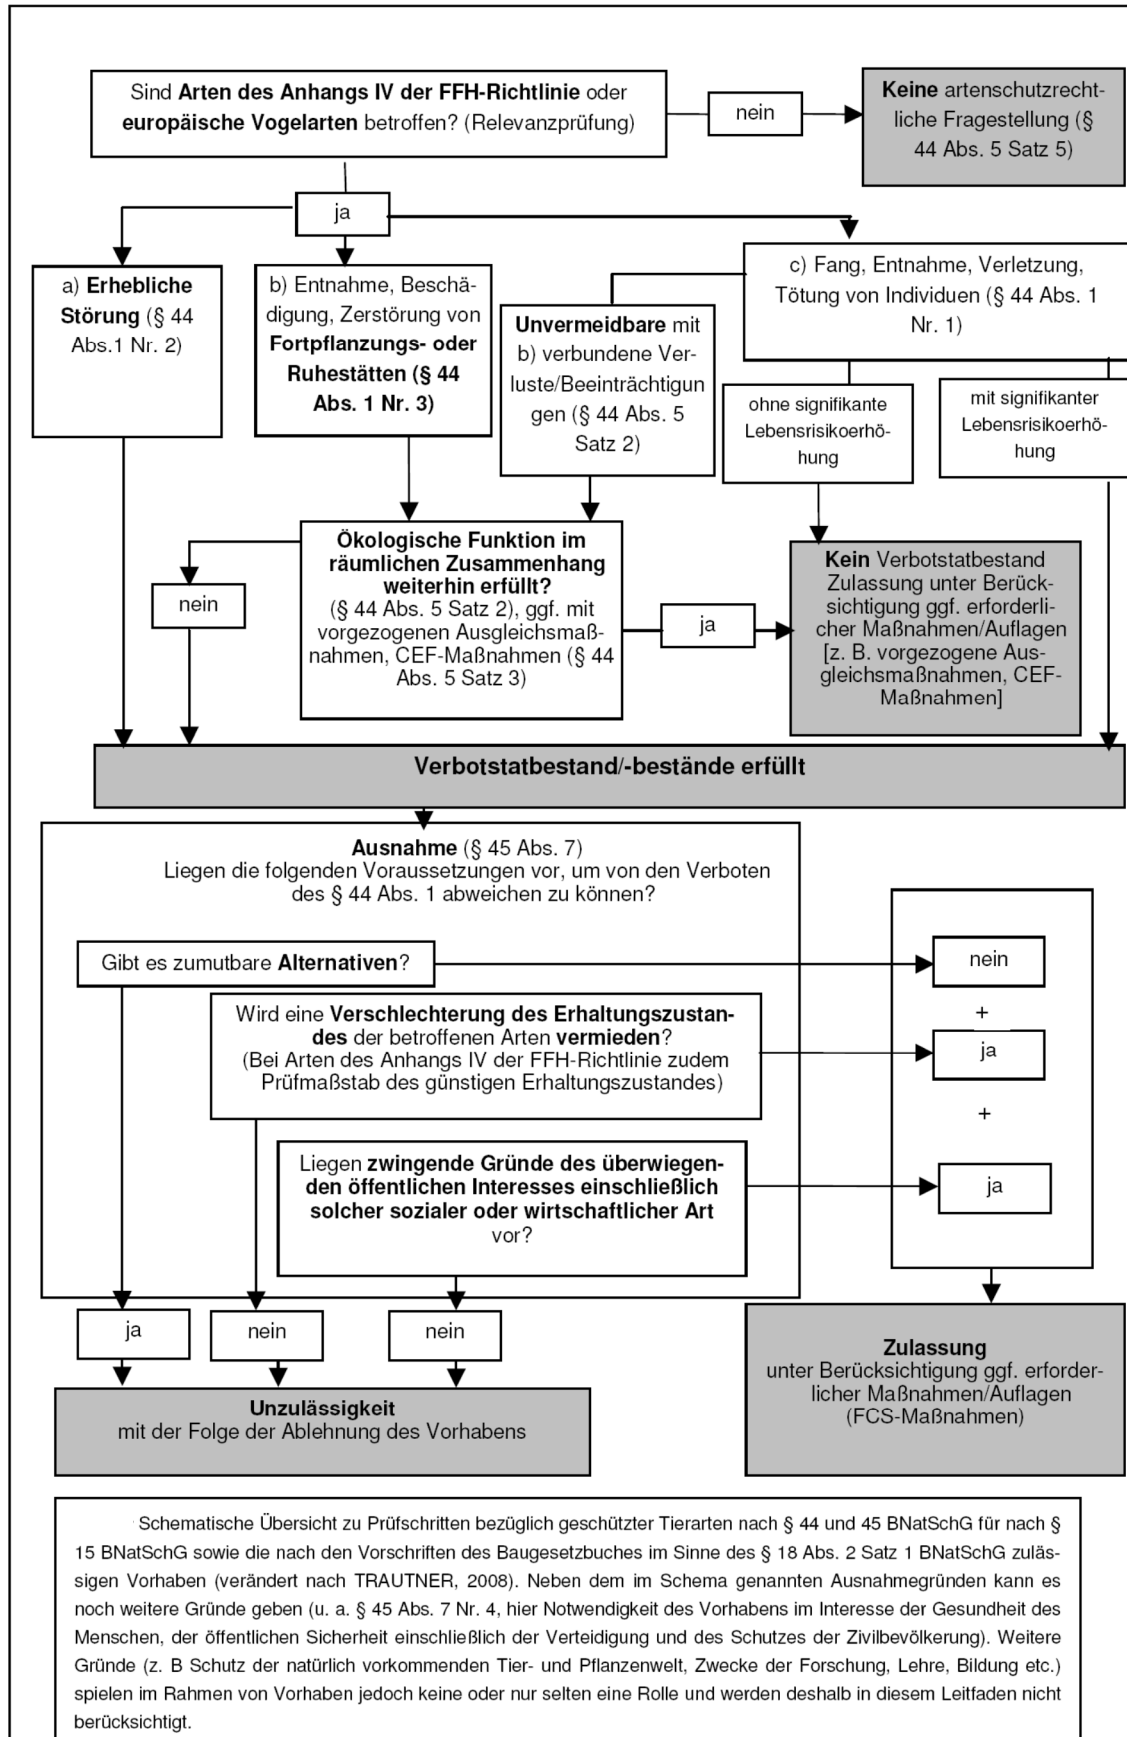 Sind Arten des Anhangs IV der FFH-Richtlinie oder
europäische Vogelarten betroffen? (Relevanzprüfung)
nein
Keine artenschutzrecht-
liche Fragestellung (§
44 Abs. 5 Satz 5)
ja
a) Erhebliche
Störung (§ 44
Abs.1 Nr. 2)
b) Entnahme, Beschä-
digung, Zerstörung von
Fortpflanzungs- oder
Ruhestätten (§ 44
Abs. 1 Nr. 3)
Unvermeidbare mit
b) verbundene Ver-
luste/Beeinträchtigun
gen (§ 44 Abs. 5
Satz 2)
c) Fang, Entnahme, Verletzung,
Tötung von Individuen (§ 44 Abs. 1
Nr. 1)
ohne signifikante
Lebensrisikoerhö-
hung
mit signifikanter
Lebensrisikoerhö-
hung
nein
Ökologische Funktion im
räumlichen Zusammenhang
weiterhin erfüllt?
(§ 44 Abs. 5 Satz 2), ggf. mit
vorgezogenen Ausgleichsmaß-
nahmen, CEF-Maßnahmen (§ 44
Abs. 5 Satz 3)
ja
Kein Verbotstatbestand
Zulassung unter Berück-
sichtigung ggf. erforderli-
cher Maßnahmen/Auflagen
[z. B. vorgezogene Aus-
gleichsmaßnahmen, CEF-
Maßnahmen]
Verbotstatbestand/-bestände erfüllt
Ausnahme (§ 45 Abs. 7)
Liegen die folgenden Voraussetzungen vor, um von den Verboten
des § 44 Abs. 1 abweichen zu können?
Gibt es zumutbare Alternativen?
nein
+
Wird eine Verschlechterung des Erhaltungszustan-
des der betroffenen Arten vermieden?
(Bei Arten des Anhangs IV der FFH-Richtlinie zudem
Prüfmaßstab des günstigen Erhaltungszustandes)
ja
+
Liegen zwingende Gründe des überwiegen-
den öffentlichen Interesses einschließlich
solcher sozialer oder wirtschaftlicher Art
vor?
ja
ja
nein
nein
Unzulässigkeit
mit der Folge der Ablehnung des Vorhabens
Zulassung
unter Berücksichtigung ggf. erforder-
licher Maßnahmen/Auflagen
(FCS-Maßnahmen)
Schematische Übersicht zu Prüfschritten bezüglich geschützter Tierarten nach § 44 und 45 BNatSchG für nach §
15 BNatSchG sowie die nach den Vorschriften des Baugesetzbuches im Sinne des § 18 Abs. 2 Satz 1 BNatSchG zuläs-
sigen Vorhaben (verändert nach TRAUTNER, 2008). Neben dem im Schema genannten Ausnahmegründen kann es
noch weitere Gründe geben (u. a. § 45 Abs. 7 Nr. 4, hier Notwendigkeit des Vorhabens im Interesse der Gesundheit des
Menschen, der öffentlichen Sicherheit einschließlich der Verteidigung und des Schutzes der Zivilbevölkerung). Weitere
Gründe (z. B Schutz der natürlich vorkommenden Tier- und Pflanzenwelt, Zwecke der Forschung, Lehre, Bildung etc.)
spielen im Rahmen von Vorhaben jedoch keine oder nur selten eine Rolle und werden deshalb in diesem Leitfaden nicht
berücksichtigt.